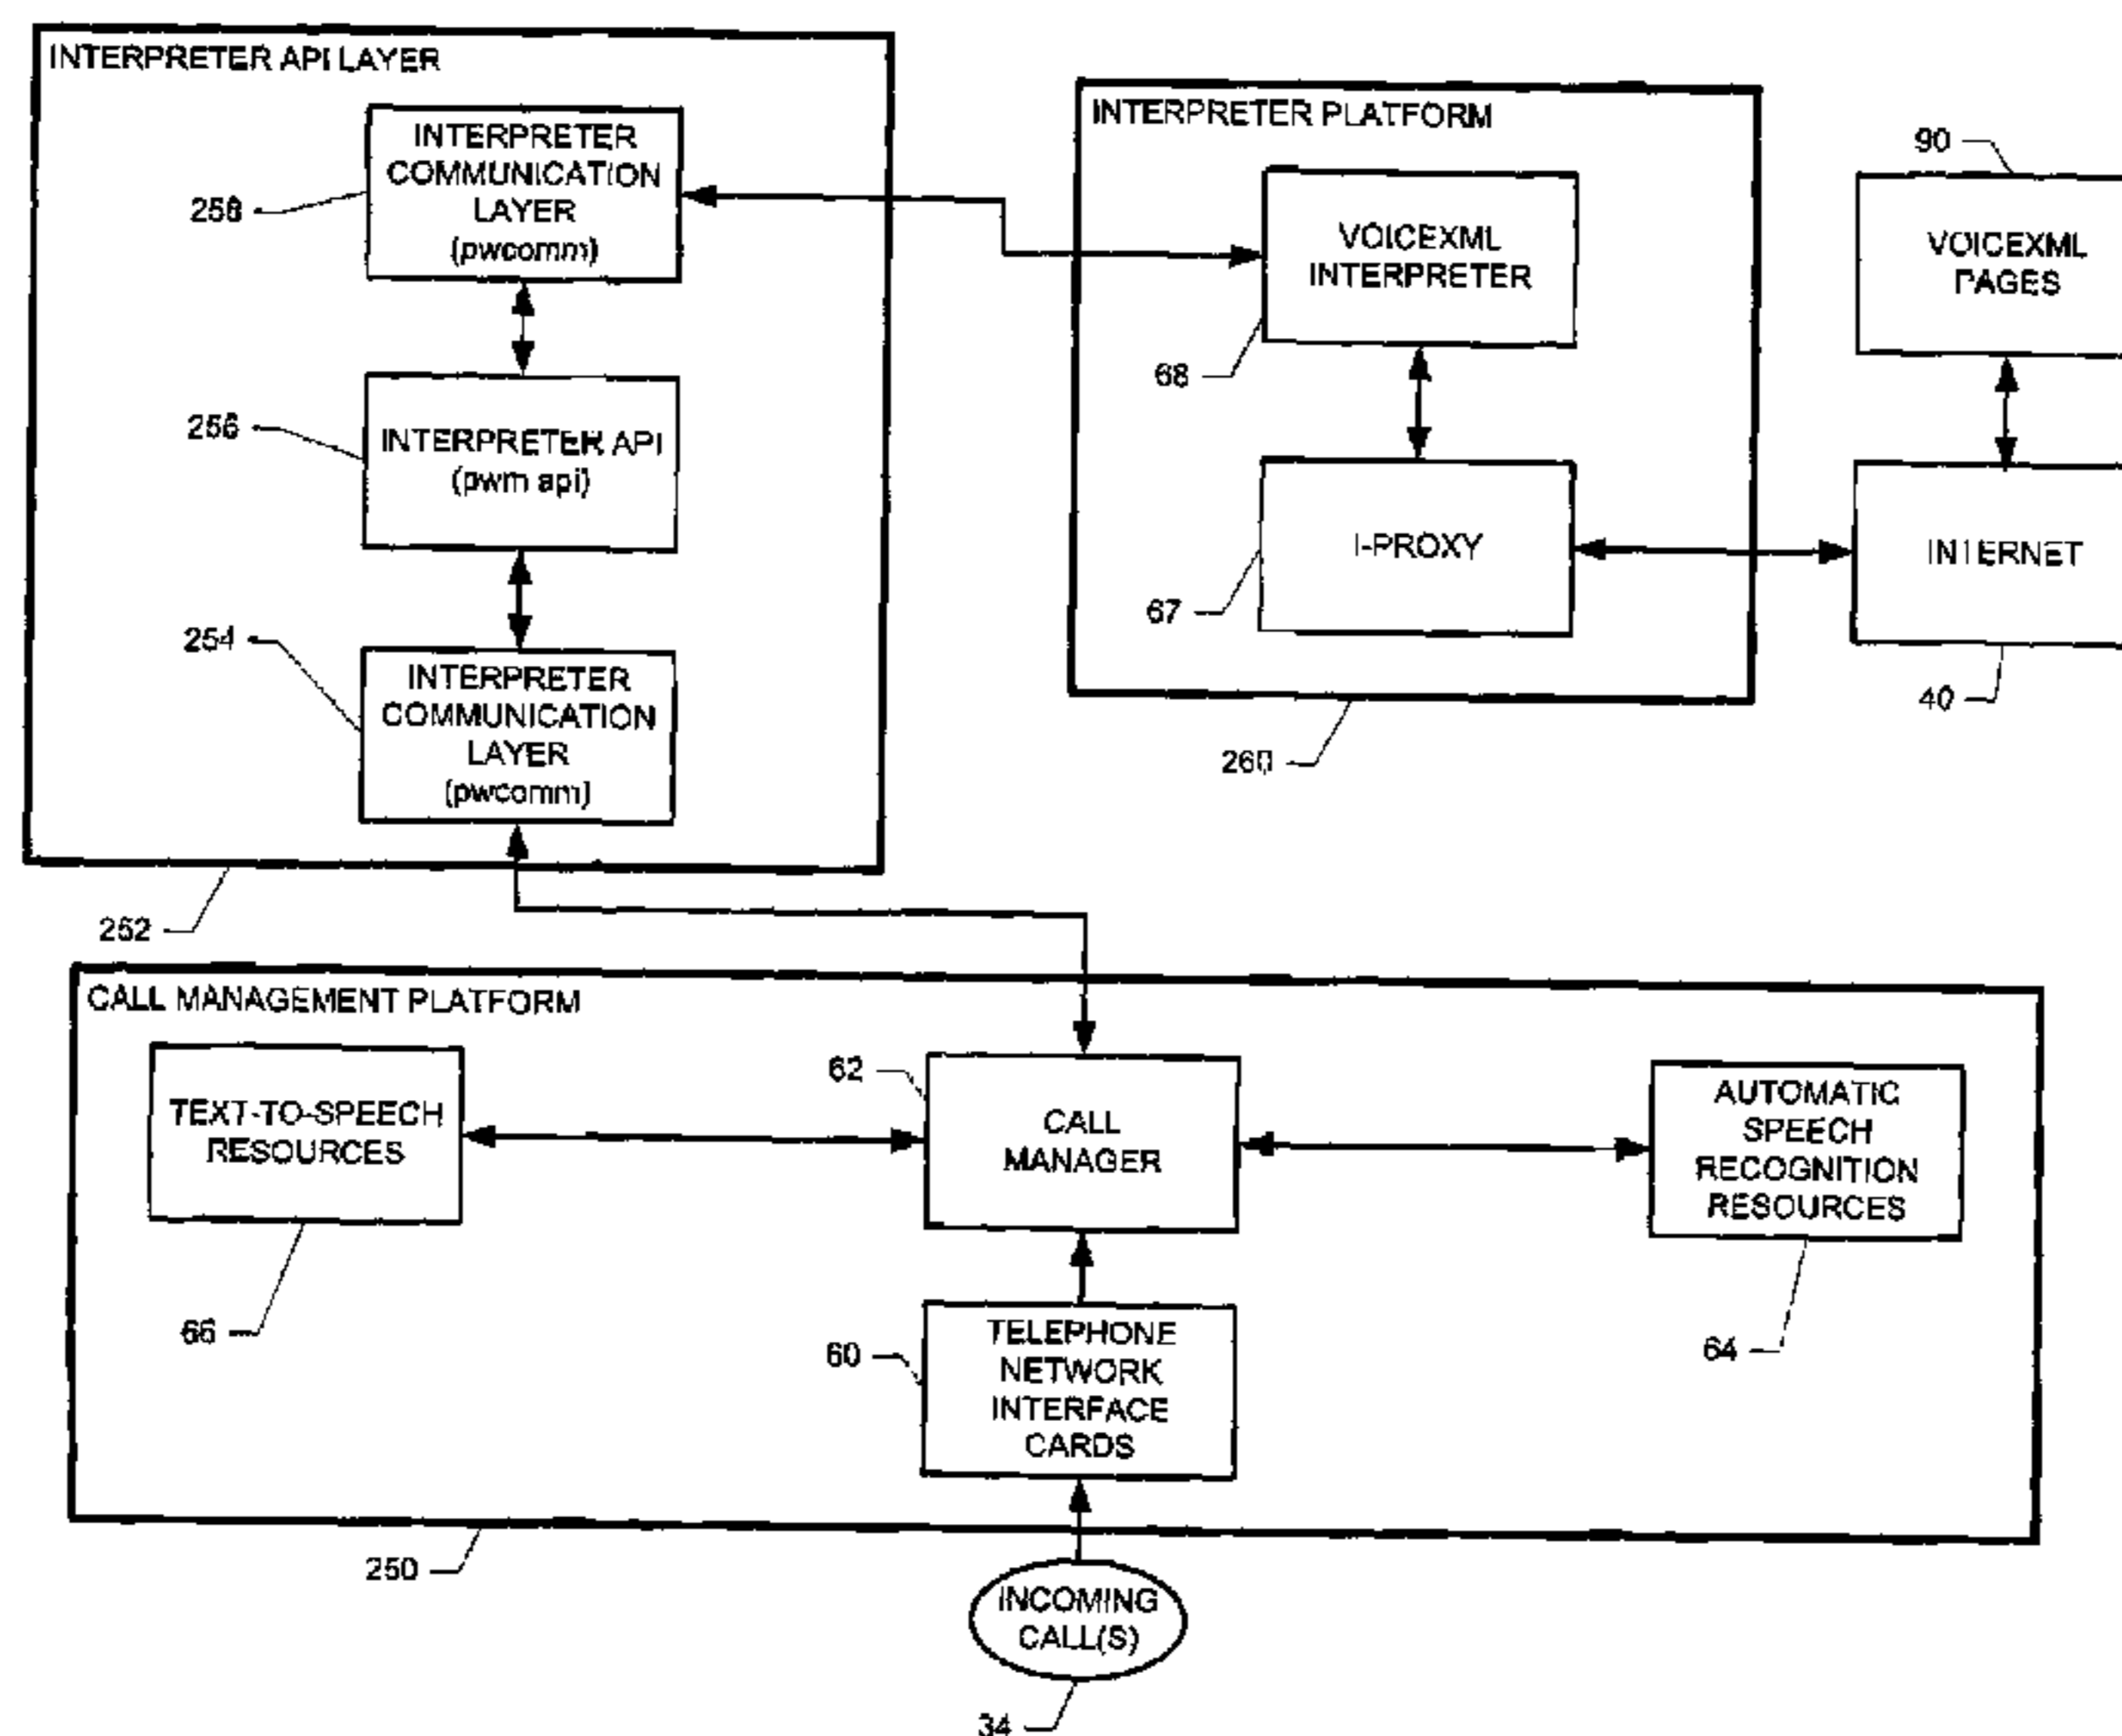 INTERPRETER API LAYER
INTERPRETER
COMMUNICATION
LAYER
(pwcomm)
258
256
INTERPRETER API
(pwm api)
254
INTERPRETER
COMMUNICATION
LAYER
(pwcomm)
252
INTERPRETER PLATFORM
VOICEXML
INTERPRETER
68
I-PROXY
67
260
90
VOICEXML
PAGES
INTERNET
40
CALL MANAGEMENT PLATFORM
TEXT-TO-SPEECH
RESOURCES
66
62
CALL
MANAGER
AUTOMATIC
SPEECH
RECOGNITION
RESOURCES
64
60
TELEPHONE
NETWORK
INTERFACE
CARDS
250
INCOMING
CALL(S)
34